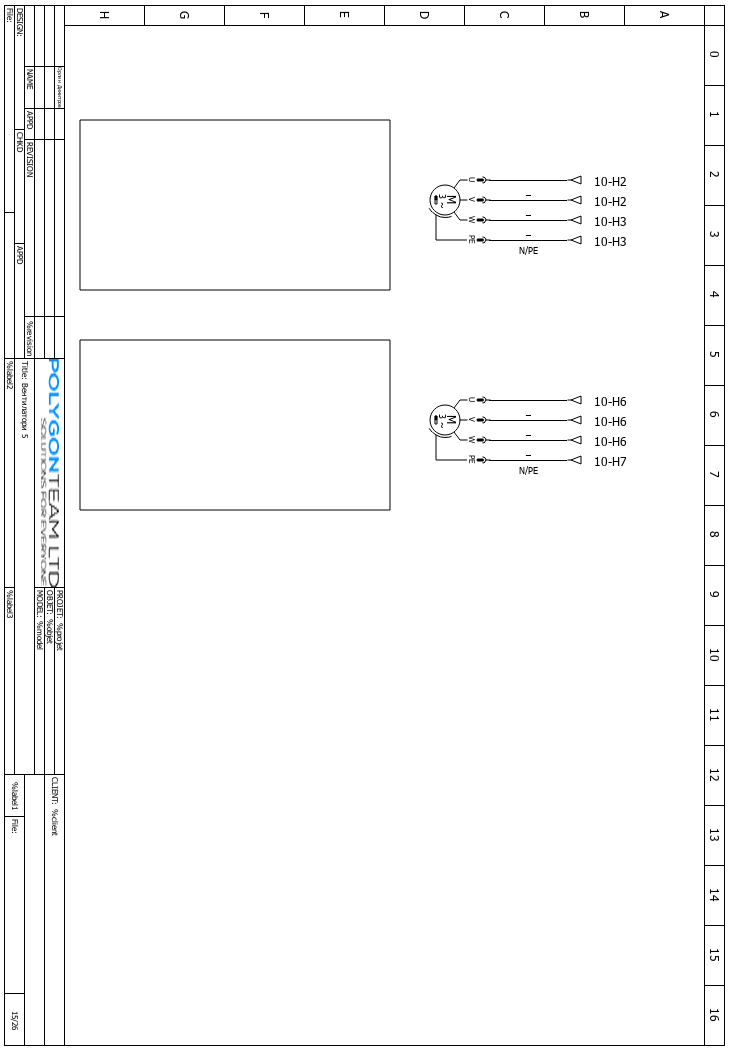 H G F E D C B A
0
1
2
3
4
5
6
7
8
9
10
11
12
13
14
15
16
U
V
W
PE
M
3 ~
–
–
–
N/PE
10-H2
10-H2
10-H3
10-H3
U
V
W
PE
M
3 ~
–
–
–
N/PE
10-H6
10-H6
10-H6
10-H7
NAME
APPD
REVISION
%revision
DESIGN:
CHKD
APPD
File:
POLYGONTEAM LTD
SOLUTIONS FOR EVERYONE
Title: Вентилатори 5
%label2
PROJET: %projet
OBJET: %objet
MODEL: %model
%label3
CLIENT: %client
%label1
File:
15/26